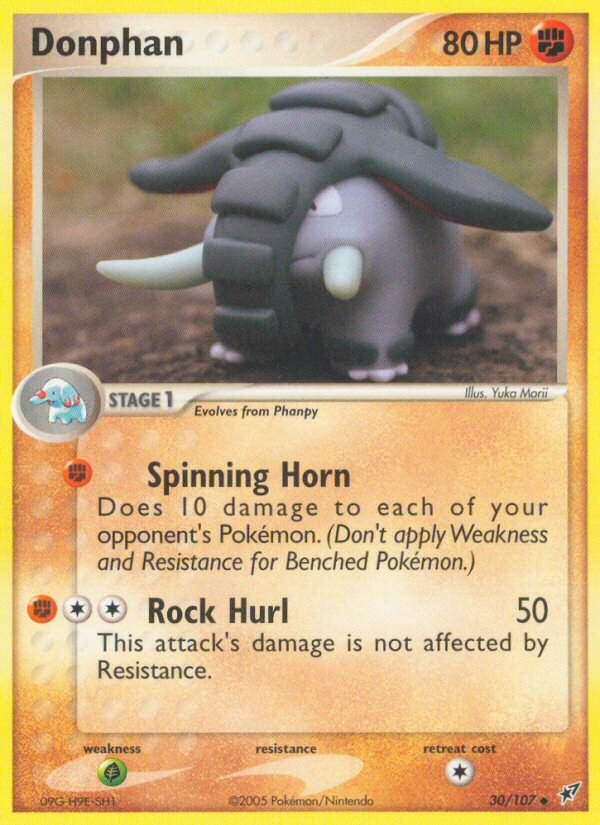 Donphan 80 HP
Illus. Yuka Morii
STAGE 1
Evolves from Phanpy
Spinning Horn
Does 10 damage to each of your
opponent's Pokémon. (Don't apply Weakness
and Resistance for Benched Pokémon.)
Rock Hurl 50
This attack's damage is not affected by
Resistance.
weakness resistance retreat cost
09G-H9E-SH1 ©2005 Pokémon/Nintendo 30/107